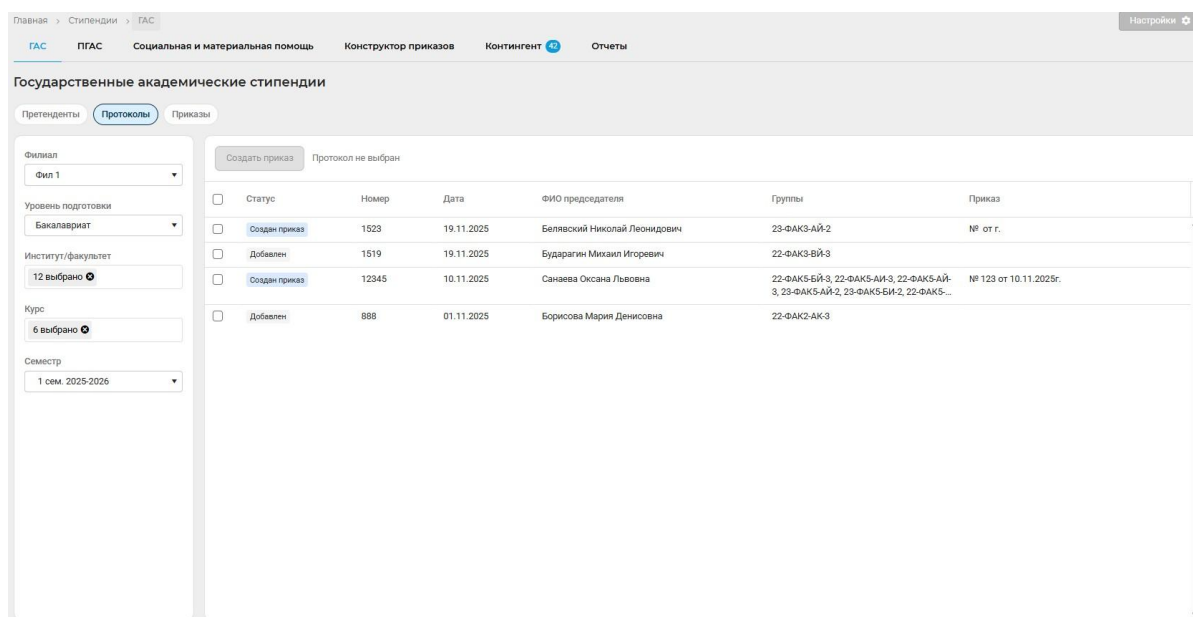 Главная > Стипендии > ГАС
Настройки
ГАС ПГАС Социальная и материальная помощь Конструктор приказов Контингент 42 Отчеты
Государственные академические стипендии
Претенденты Протоколы Приказы
Филиал
Фил 1
Уровень подготовки
Бакалавриат
Институт/факультет
12 выбрано
Курс
6 выбрано
Семестр
1 сем. 2025-2026
Создать приказ Протокол не выбран
Статус Номер Дата ФИО председателя Группы Приказ
Создан приказ 1523 19.11.2025 Белявский Николай Леонидович 23-ФАК3-АЙ-2 № от г.
Добавлен 1519 19.11.2025 Бударагин Михаил Игоревич 22-ФАК3-ВЙ-3
Создан приказ 12345 10.11.2025 Санаева Оксана Львовна 22-ФАК5-БЙ-3, 22-ФАК5-АИ-3, 22-ФАК5-АЙ- № 123 от 10.11.2025г.
3, 23-ФАК5-АЙ-2, 23-ФАК5-БИ-2, 22-ФАК5-...
Добавлен 888 01.11.2025 Борисова Мария Денисовна 22-ФАК2-АК-3